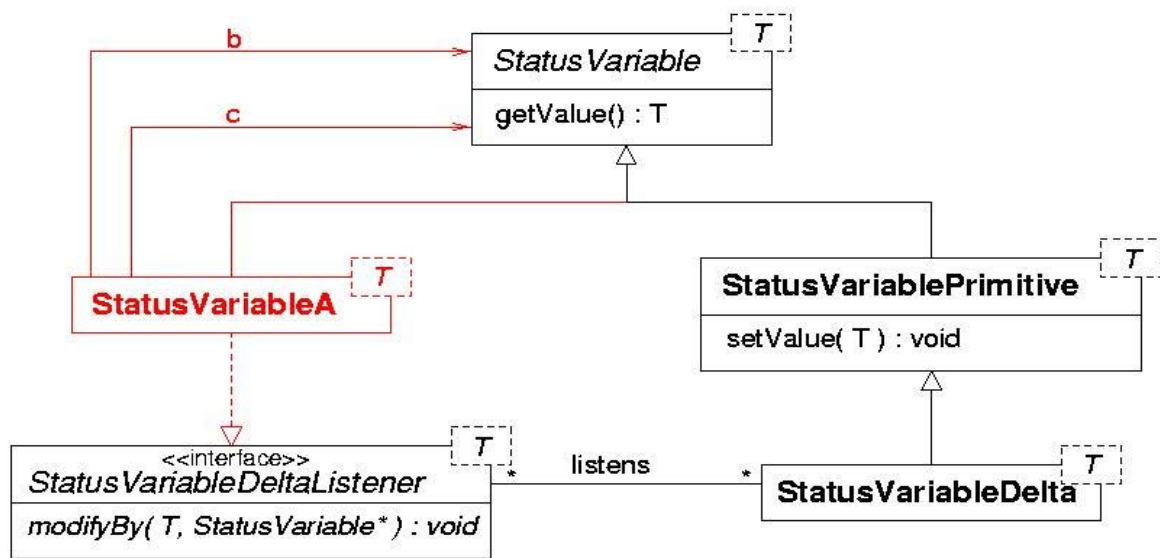 T
b
StatusVariable
getValue() : T
c
T
StatusVariableA
T
StatusVariablePrimitive
setValue( T ) : void
T
<<interface>>
StatusVariableDeltaListener
modifyBy( T, StatusVariable* ) : void
* listens *
T
StatusVariableDelta